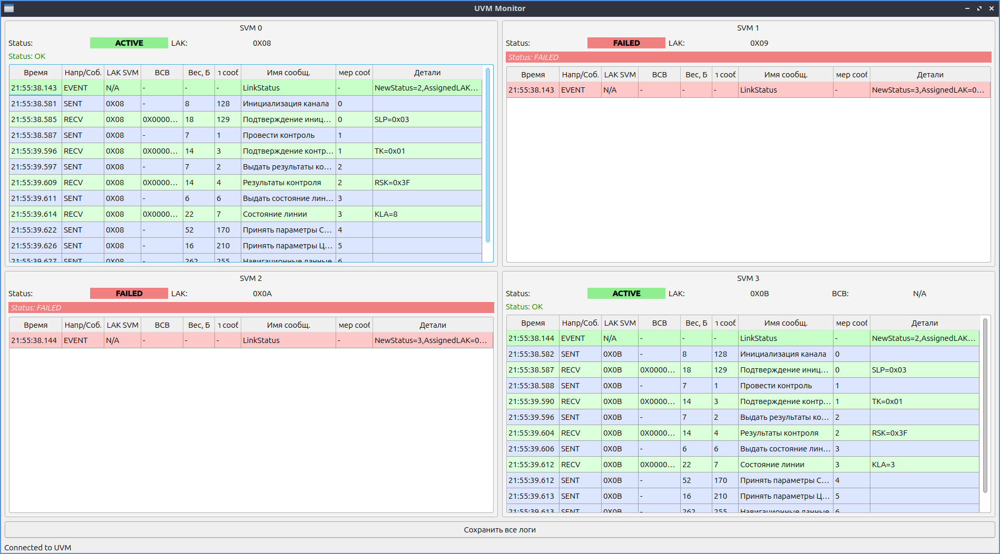 UVM Monitor
SVM 0
Status: ACTIVE LAK: 0X08
Status: OK
Время Напр/Соб. LAK SVM ВСВ Вес, Б п сооб Имя сообщ. мер сооб Детали
21:55:38.143 EVENT N/A - - - LinkStatus - NewStatus=2,AssignedLAK...
21:55:38.581 SENT 0X08 - 8 128 Инициализация канала 0
21:55:38.585 RECV 0X08 0X0000... 18 129 Подтверждение иниц... 0 SLP=0x03
21:55:38.587 SENT 0X08 - 7 1 Провести контроль 1
21:55:39.596 RECV 0X08 0X0000... 14 3 Подтверждение контр... 1 TK=0x01
21:55:39.597 SENT 0X08 - 7 2 Выдать результаты ко... 2
21:55:39.609 RECV 0X08 0X0000... 14 4 Результаты контроля 2 RSK=0x3F
21:55:39.611 SENT 0X08 - 6 6 Выдать состояние лин... 3
21:55:39.614 RECV 0X08 0X0000... 22 7 Состояние линии 3 KLA=8
21:55:39.622 SENT 0X08 - 52 170 Принять параметры С... 4
21:55:39.626 SENT 0X08 - 16 210 Принять параметры Ц... 5
21:55:39.627 SENT 0X08 - 262 255 Навигационные данные 6
SVM 1
Status: FAILED LAK: 0X09
Status: FAILED
Время Напр/Соб. LAK SVM ВСВ Вес, Б п сооб Имя сообщ. мер сооб Детали
21:55:38.143 EVENT N/A - - - LinkStatus - NewStatus=3,AssignedLAK=0...
SVM 2
Status: FAILED LAK: 0X0A
Status: FAILED
Время Напр/Соб. LAK SVM ВСВ Вес, Б п сооб Имя сообщ. мер сооб Детали
21:55:38.144 EVENT N/A - - - LinkStatus - NewStatus=3,AssignedLAK=0...
SVM 3
Status: ACTIVE LAK: 0X0B ВСВ: N/A
Status: OK
Время Напр/Соб. LAK SVM ВСВ Вес, Б п сооб Имя сообщ. мер сооб Детали
21:55:38.144 EVENT N/A - - - LinkStatus - NewStatus=2,AssignedLAK...
21:55:38.582 SENT 0X0B - 8 128 Инициализация канала 0
21:55:38.587 RECV 0X0B 0X0000... 18 129 Подтверждение иниц... 0 SLP=0x03
21:55:38.588 SENT 0X0B - 7 1 Провести контроль 1
21:55:39.590 RECV 0X0B 0X0000... 14 3 Подтверждение контр... 1 TK=0x01
21:55:39.596 SENT 0X0B - 7 2 Выдать результаты ко... 2
21:55:39.604 RECV 0X0B 0X0000... 14 4 Результаты контроля 2 RSK=0x3F
21:55:39.606 SENT 0X0B - 6 6 Выдать состояние лин... 3
21:55:39.612 RECV 0X0B 0X0000... 22 7 Состояние линии 3 KLA=3
21:55:39.612 SENT 0X0B - 52 170 Принять параметры С... 4
21:55:39.613 SENT 0X0B - 16 210 Принять параметры Ц... 5
21:55:39.613 SENT 0X0B - 262 255 Навигационные данные 6
Сохранить все логи
Connected to UVM